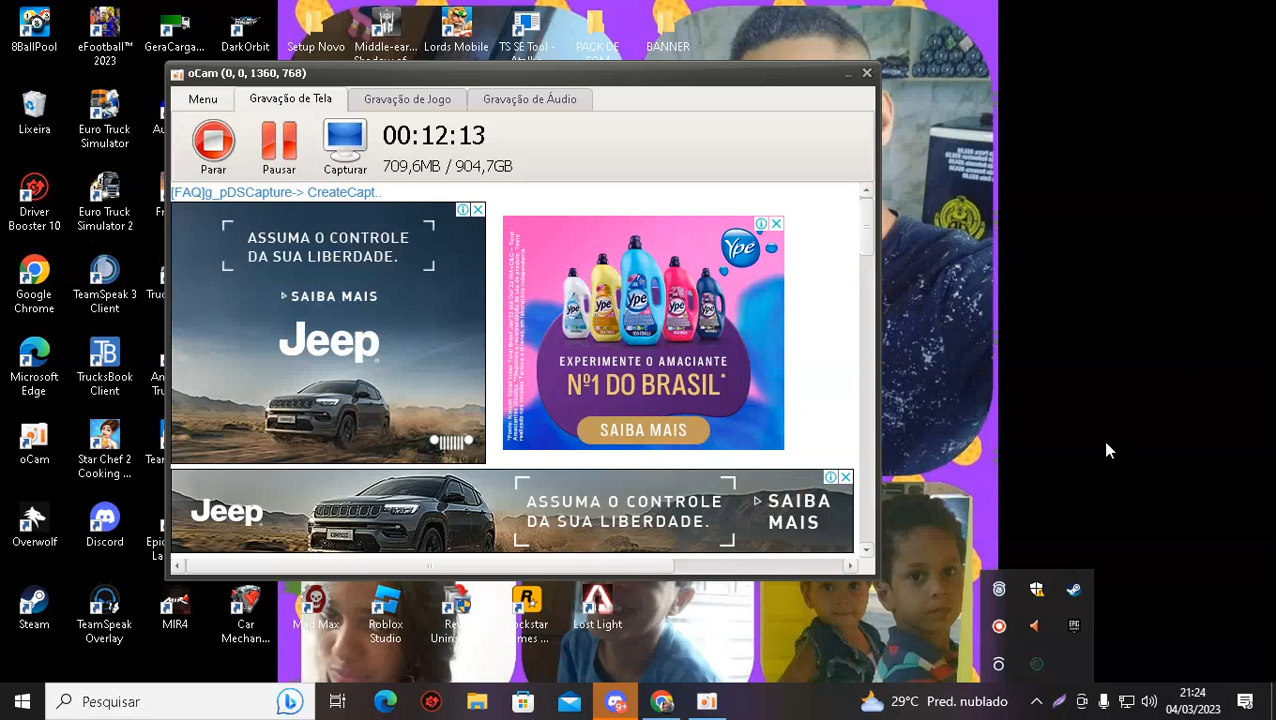 8BallPool
eFootball™
2023
GeraCarga...
DarkOrbit
Setup Novo
Middle-ear...
Shadow of
Lords Mobile
TS SE Tool -
Atalho
PACK DE
SOM
BANNER
oCam (0, 0, 1360, 768)
Menu
Gravação de Tela
Gravação de Jogo
Gravação de Áudio
Parar
Pausar
Capturar
00:12:13
709,6MB / 904,7GB
[FAQ]g_pDSCapture-> CreateCapt..
ASSUMA O CONTROLE
DA SUA LIBERDADE.
SAIBA MAIS
Jeep
Ypê
EXPERIMENTE O AMACIANTE
Nº1 DO BRASIL*
SAIBA MAIS
Jeep
ASSUMA O CONTROLE
DA SUA LIBERDADE.
SAIBA
MAIS
Lixeira
Euro Truck
Simulator
Driver
Booster 10
Euro Truck
Simulator 2
Google
Chrome
TeamSpeak 3
Client
Microsoft
Edge
TrucksBook
Client
oCam
Star Chef 2
Cooking ...
Overwolf
Discord
Steam
TeamSpeak
Overlay
MIR4
Car
Mechan...
Mad Max
Roblox
Studio
Lost Light
Pesquisar
29°C Pred. nublado
21:24
04/03/2023